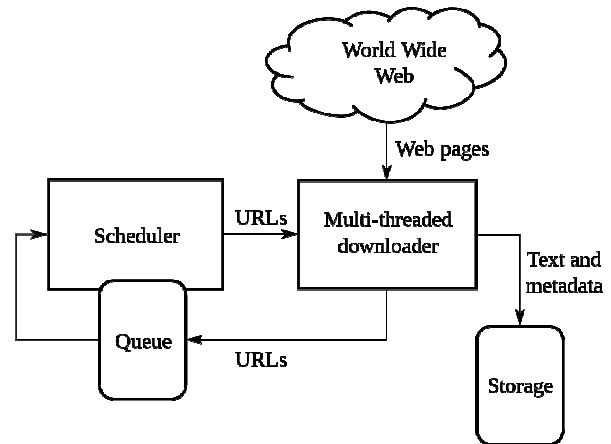 World Wide
Web
Web pages
URLs
Scheduler
Multi-threaded
downloader
Text and
metadata
Queue
URLs
Storage